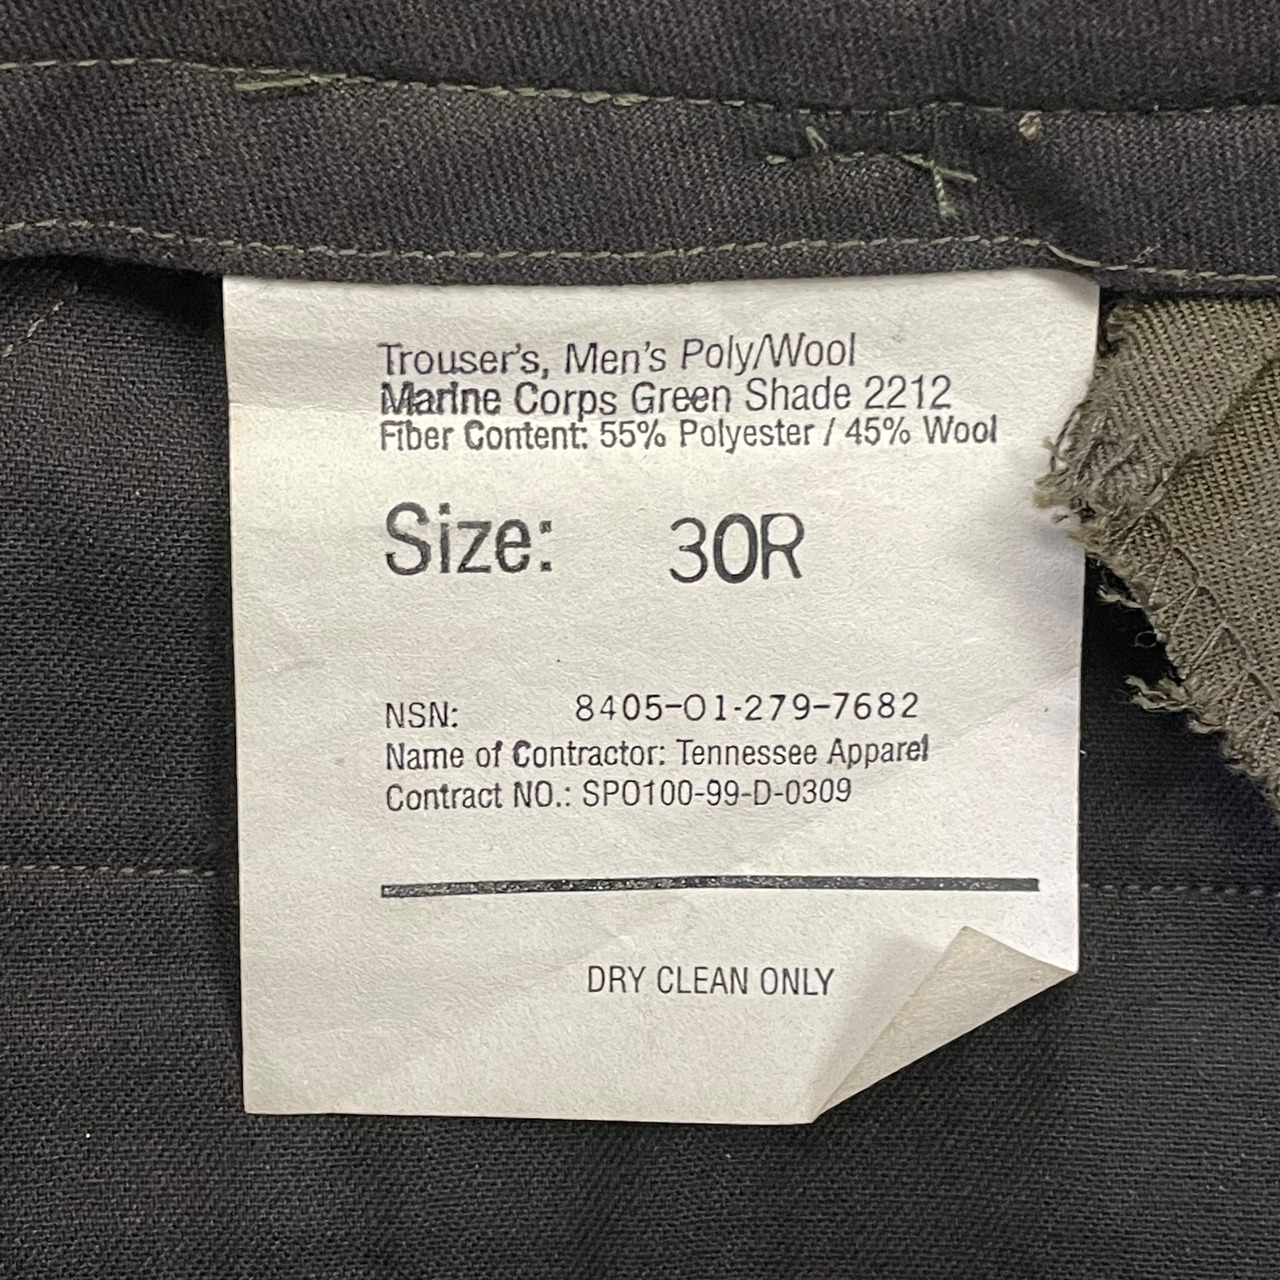 Trouser's, Men's Poly/Wool
Marine Corps Green Shade 2212
Fiber Content: 55% Polyester / 45% Wool
Size: 30R
NSN: 8405-01-279-7682
Name of Contractor: Tennessee Apparel
Contract NO.: SPO100-99-D-0309
DRY CLEAN ONLY